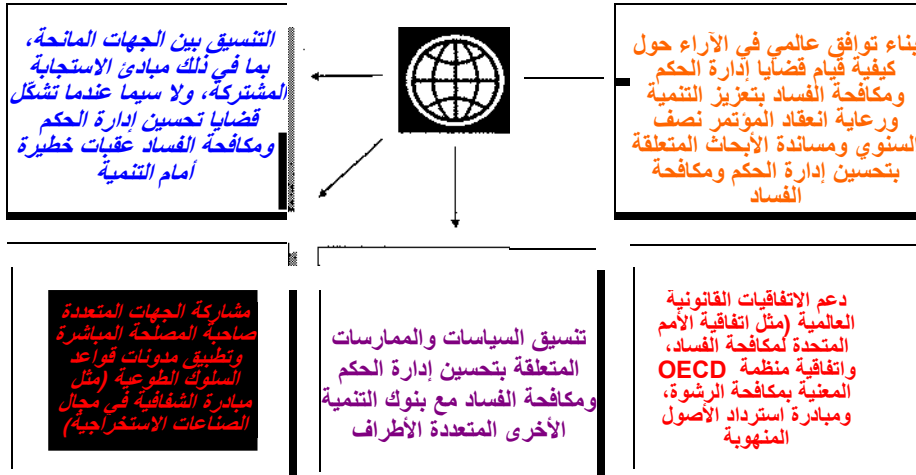 بناء توافق عالمي في الآراء حول
كيفية قيام قضايا إدارة الحكم
ومكافحة الفساد بتعزيز التنمية
ورعاية انعقاد المؤتمر نصف
السنوي ومساندة الأبحاث المتعلقة
بتحسين إدارة الحكم ومكافحة
الفساد
التنسيق بين الجهات المانحة،
بما في ذلك مبادئ الاستجابة
المشتركة، ولا سيما عندما تشكّل
قضايا تحسين إدارة الحكم
ومكافحة الفساد عقبات خطيرة
أمام التنمية
دعم الاتفاقيات القانونية
العالمية (مثل اتفاقية الأمم
المتحدة لمكافحة الفساد،
واتفاقية منظمة OECD
المعنية بمكافحة الرشوة،
ومبادرة استرداد الأصول
المنهوبة
تنسيق السياسات والممارسات
المتعلقة بتحسين إدارة الحكم
ومكافحة الفساد مع بنوك التنمية
الأخرى المتعددة الأطراف
مشاركة الجهات المتعددة
صاحبة المصلحة المباشرة
وتطبيق مدونات قواعد
السلوك الطوعية (مثل
مبادرة الشفافية في مجال
الصناعات الاستخراجية)